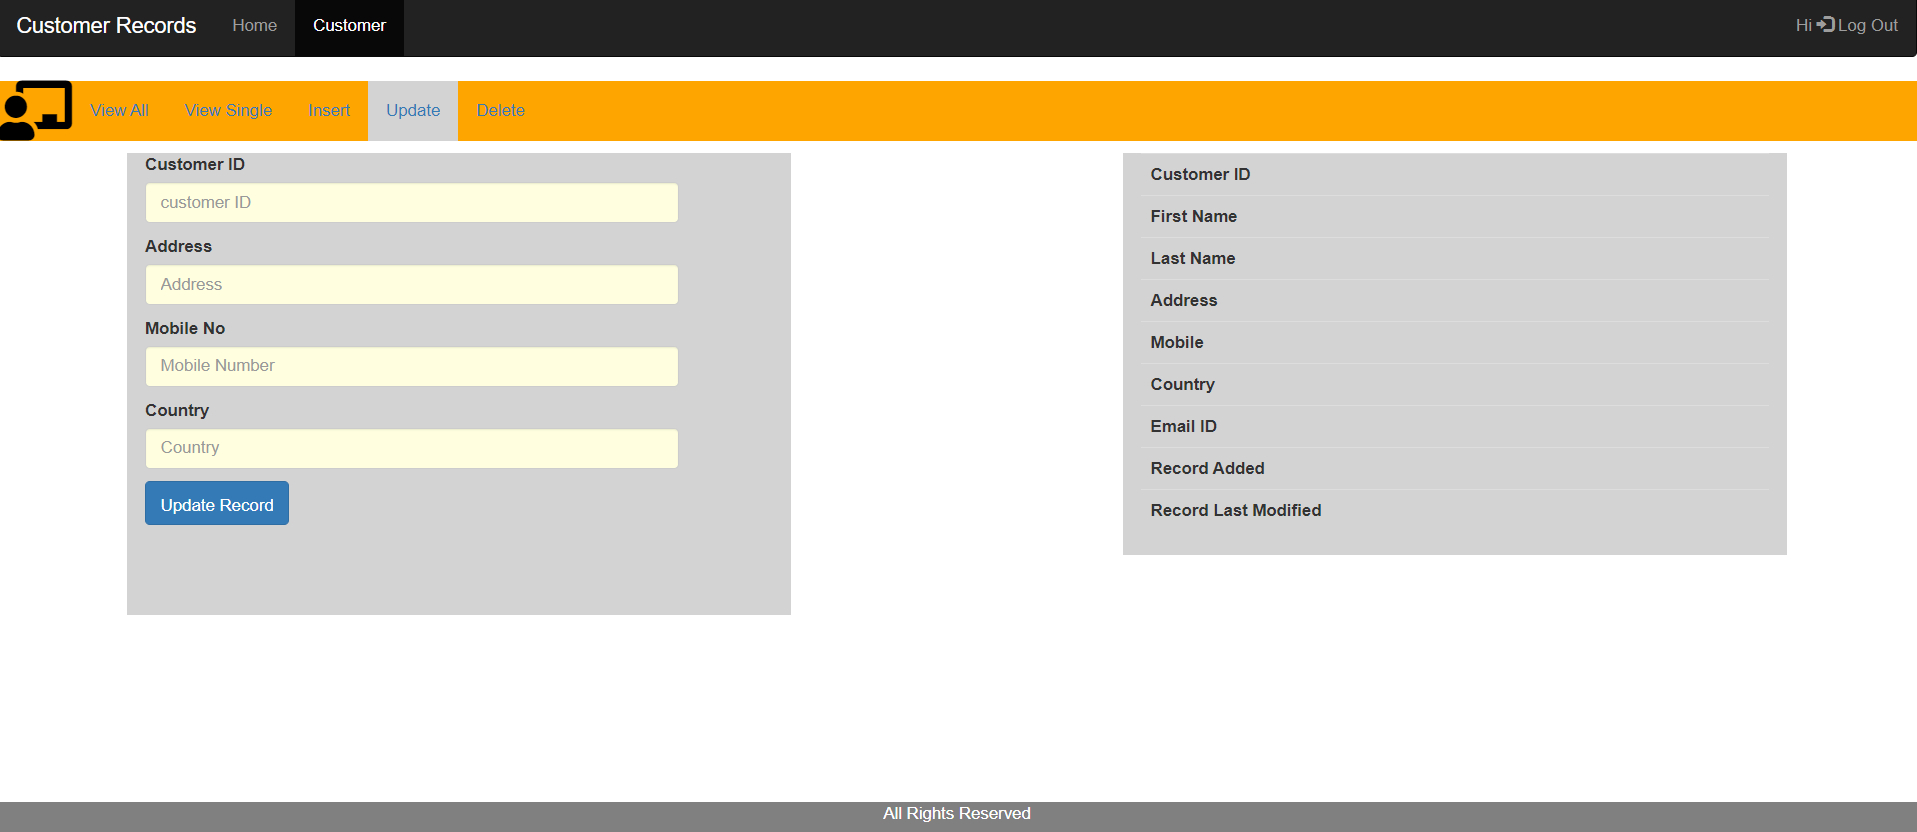 Customer Records Home Customer Hi Log Out
View All View Single Insert Update Delete
Customer ID
customer ID
Address
Address
Mobile No
Mobile Number
Country
Country
Update Record
Customer ID
First Name
Last Name
Address
Mobile
Country
Email ID
Record Added
Record Last Modified
All Rights Reserved